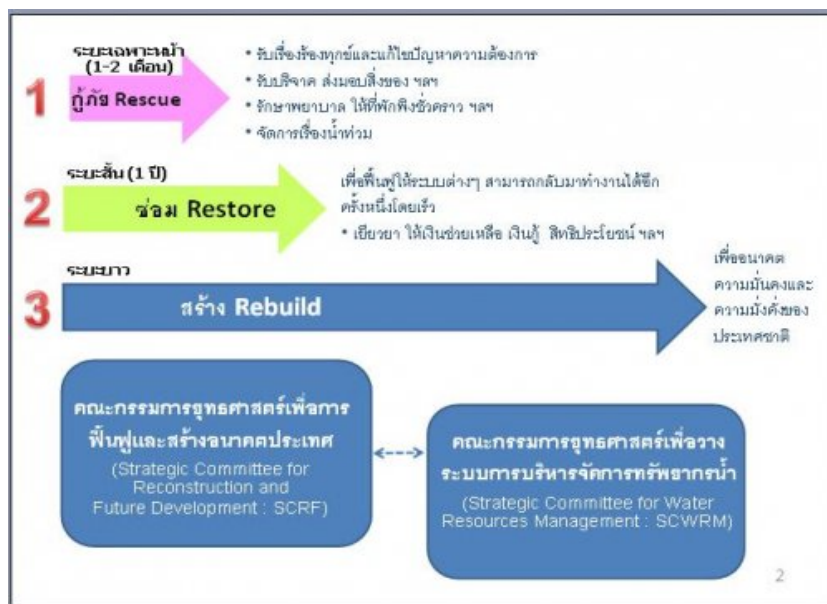 ระยะเฉพาะหน้า
(1-2 เดือน)
1
กู้ภัย Rescue
* รับเรื่องร้องทุกข์และแก้ไขปัญหาความต้องการ
* รับบริจาค ส่งมอบสิ่งของ ฯลฯ
* รักษาพยาบาล ให้ที่พักพิงชั่วคราว ฯลฯ
* จัดการเรื่องน้ำท่วม
ระยะสั้น (1 ปี)
2
ซ่อม Restore
เพื่อฟื้นฟูให้ระบบต่างๆ สามารถกลับมาทำงานได้อีก
ครั้งหนึ่งโดยเร็ว
* เยียวยา ให้เงินช่วยเหลือ เงินกู้ สิทธิประโยชน์ ฯลฯ
ระยะยาว
3
สร้าง Rebuild
เพื่ออนาคต
ความมั่นคงและ
ความมั่งคั่งของ
ประเทศชาติ
คณะกรรมการยุทธศาสตร์เพื่อการ
ฟื้นฟูและสร้างอนาคตประเทศ
(Strategic Committee for
Reconstruction and
Future Development : SCRF)
คณะกรรมการยุทธศาสตร์เพื่อวาง
ระบบการบริหารจัดการทรัพยากรน้ำ
(Strategic Committee for Water
Resources Management : SCWRM)
2